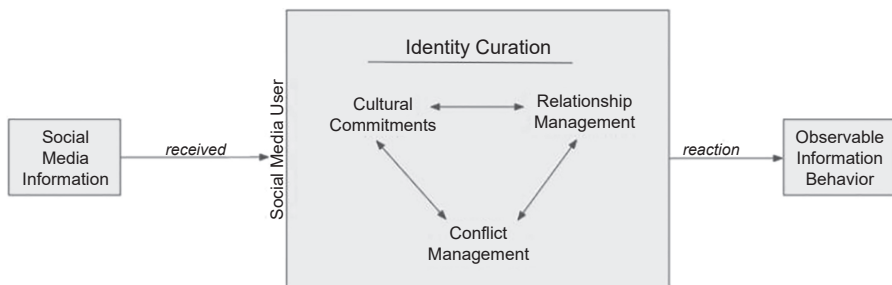 Identity Curation
Social Media User
Cultural
Commitments
Relationship
Management
Conflict
Management
Social
Media
Information
received
reaction
Observable
Information
Behavior